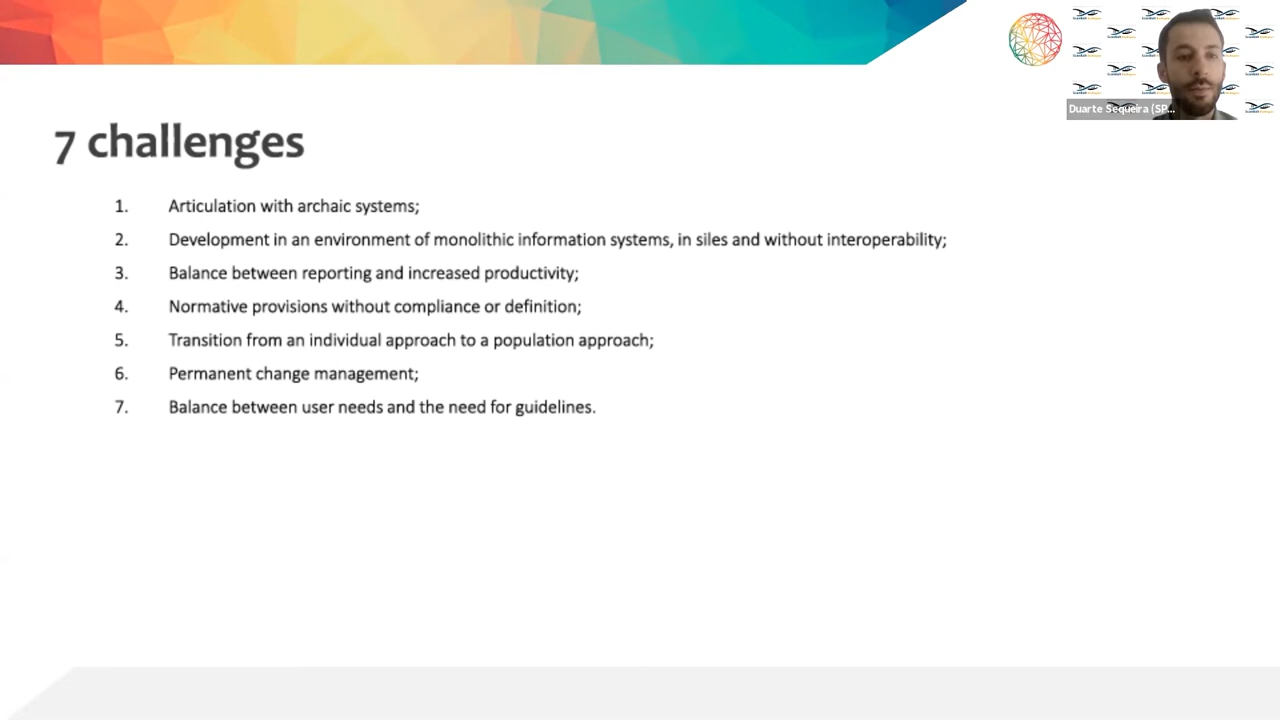 Duarte Sequeira (SP...
7 challenges
1. Articulation with archaic systems;
2. Development in an environment of monolithic information systems, in siles and without interoperability;
3. Balance between reporting and increased productivity;
4. Normative provisions without compliance or definition;
5. Transition from an individual approach to a population approach;
6. Permanent change management;
7. Balance between user needs and the need for guidelines.